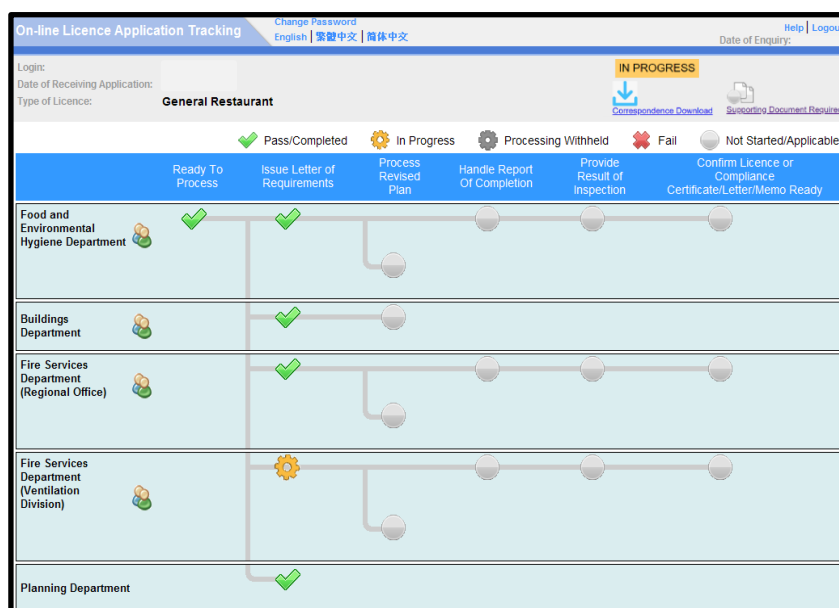 On-line Licence Application Tracking
Change Password
English | 繁體中文 | 简体中文
Help | Logou
Date of Enquiry:
Login:
Date of Receiving Application:
Type of Licence: General Restaurant
IN PROGRESS
Correspondence Download
Supporting Document Require
Pass/Completed In Progress Processing Withheld Fail Not Started/Applicable
Ready To
Process
Issue Letter of
Requirements
Process
Revised
Plan
Handle Report
Of Completion
Provide
Result of
Inspection
Confirm Licence or
Compliance
Certificate/Letter/Memo Ready
Food and
Environmental
Hygiene Department
Buildings
Department
Fire Services
Department
(Regional Office)
Fire Services
Department
(Ventilation
Division)
Planning Department